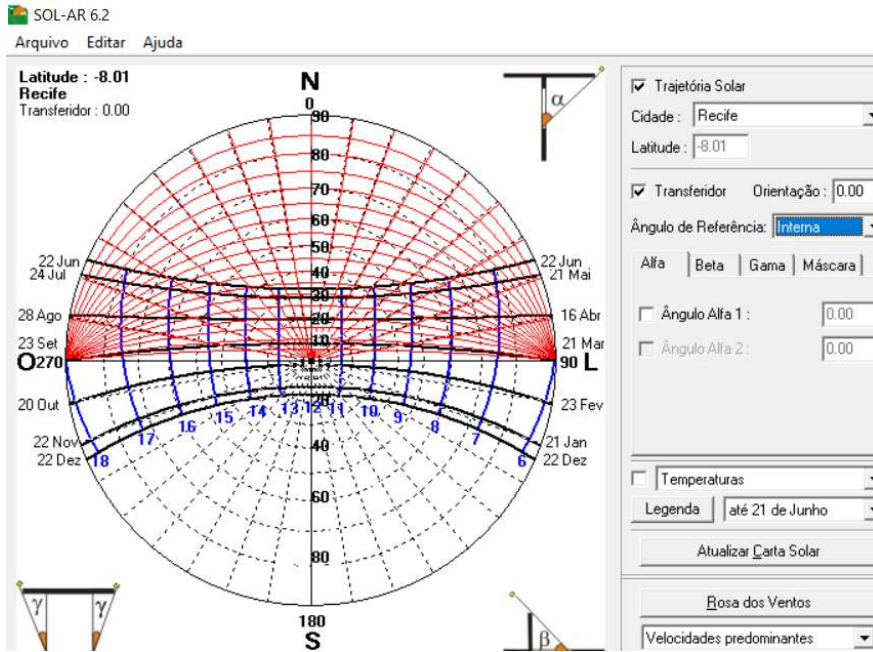 SOL-AR 6.2
Arquivo Editar Ajuda
Latitude : -8.01
Recife
Transferidor : 0.00
N
0
90
80
70
60
50
40
30
20
10
α
22 Jun
24 Jul
28 Ago
23 Set
O 270
20 Out
22 Nov
22 Dez
22 Jun
21 Mai
16 Abr
21 Mar
90 L
23 Fev
21 Jan
22 Dez
18 17 16 15 14 13 12 11 10 9 8 7 6
20
40
60
80
180
S
γ γ
β
Trajetória Solar
Cidade : Recife
Latitude : -8.01
Transferidor Orientação : 0.00
Ângulo de Referência: Interna
Alfa Beta Gama Máscara
Ângulo Alfa 1 : 0.00
Ângulo Alfa 2 : 0.00
Temperaturas
Legenda até 21 de Junho
Atualizar Carta Solar
Rosa dos Ventos
Velocidades predominantes